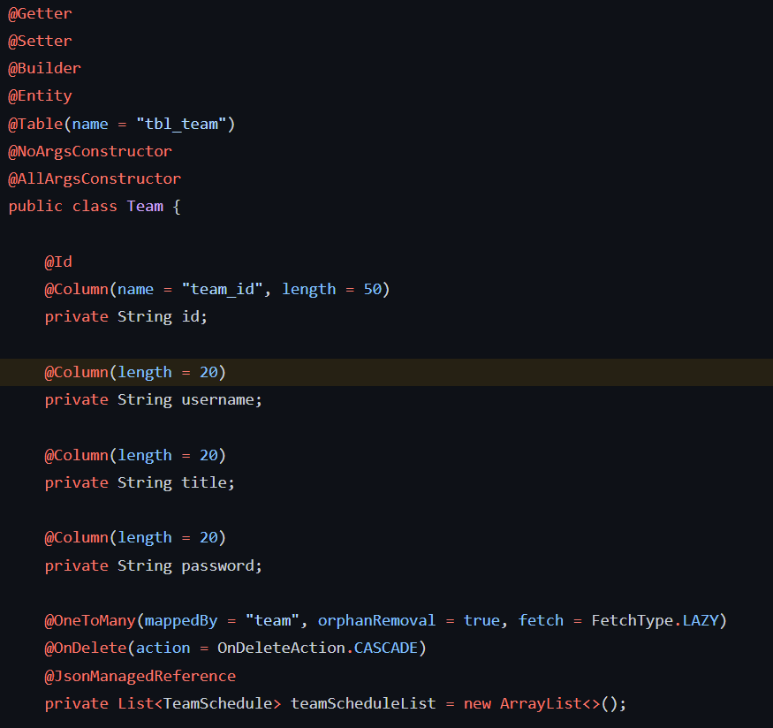 @Getter
@Setter
@Builder
@Entity
@Table(name = "tbl_team")
@NoArgsConstructor
@AllArgsConstructor
public class Team {
@Id
@Column(name = "team_id", length = 50)
private String id;
@Column(length = 20)
private String username;
@Column(length = 20)
private String title;
@Column(length = 20)
private String password;
@OneToMany(mappedBy = "team", orphanRemoval = true, fetch = FetchType.LAZY)
@OnDelete(action = OnDeleteAction.CASCADE)
@JsonManagedReference
private List<TeamSchedule> teamScheduleList = new ArrayList<>();